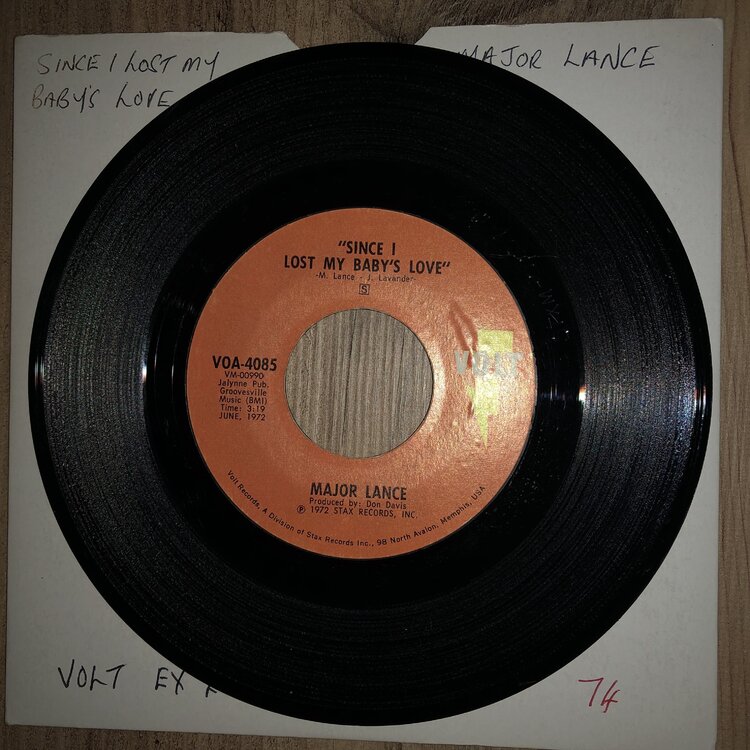 SINCE I LOST MY
BABY'S LOVE
MAJOR LANCE
"SINCE I
LOST MY BABY'S LOVE"
-M. Lance - J. Lavander-
S
VOA-4085
VM-00990
Jalynne Pub.
Groovesville
Music (BMI)
Time: 3:19
JUNE, 1972
VOLT
MAJOR LANCE
Produced by: Don Davis
℗ 1972 STAX RECORDS, INC.
Volt Records, A Division of Stax Records Inc., 98 North Avalon, Memphis, USA
VOLT EX
74